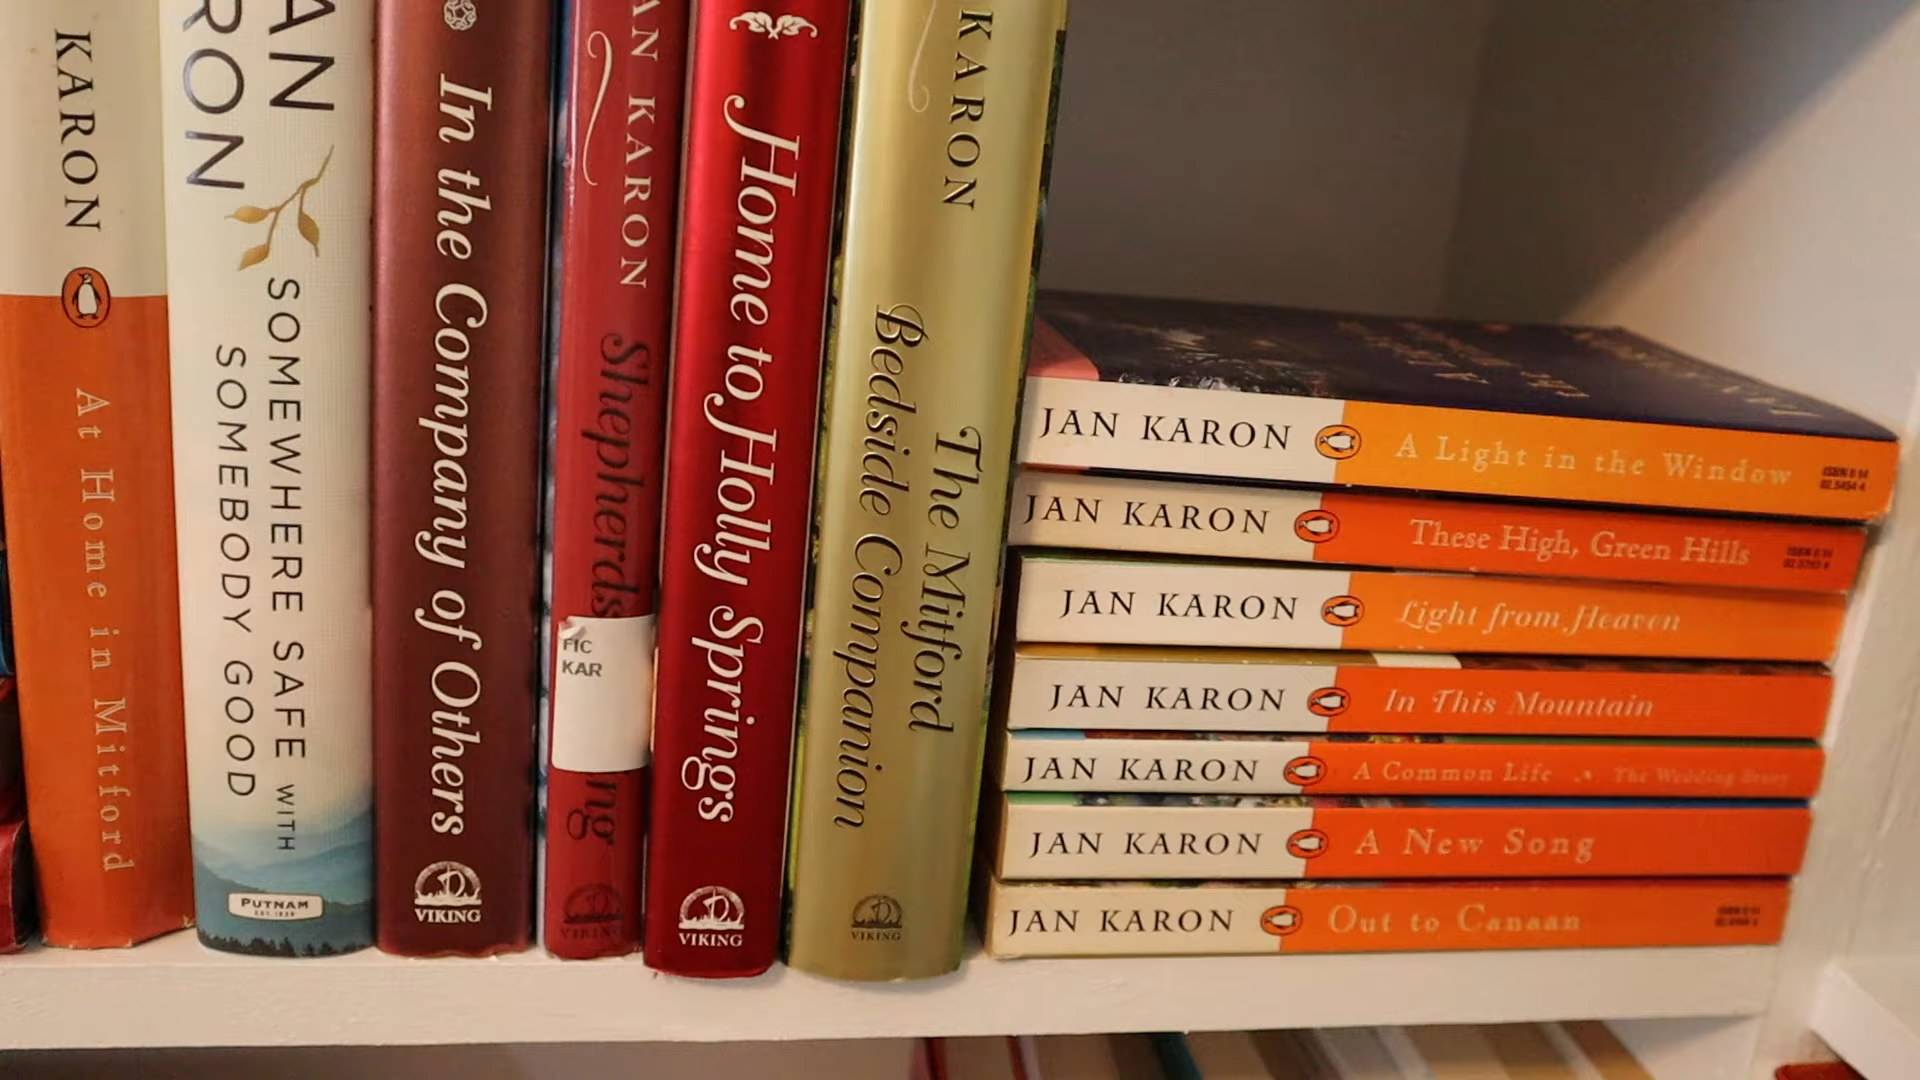 KARON
At Home in Mitford
AN
RON
SOMEWHERE SAFE WITH
SOMEBODY GOOD
PUTNAM
In the Company of Others
VIKING
AN KARON
Shepherds
ng
FIC
KAR
VIKING
Home to Holly Springs
VIKING
KARON
The Mitford
Bedside Companion
VIKING
JAN KARON A Light in the Window
JAN KARON These High, Green Hills
JAN KARON Light from Heaven
JAN KARON In This Mountain
JAN KARON A Common Life The Wedding Story
JAN KARON A New Song
JAN KARON Out to Canaan